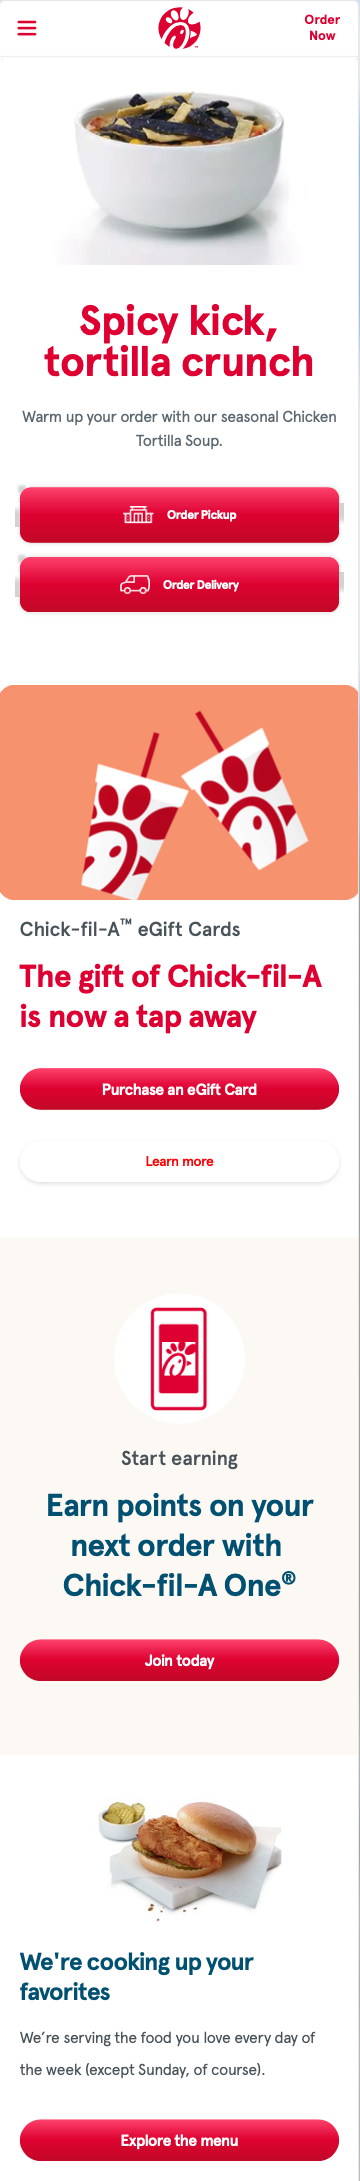 Order
Now
Spicy kick,
tortilla crunch
Warm up your order with our seasonal Chicken
Tortilla Soup.
Order Pickup
Order Delivery
Chick-fil-A™ eGift Cards
The gift of Chick-fil-A
is now a tap away
Purchase an eGift Card
Learn more
Start earning
Earn points on your
next order with
Chick-fil-A One®
Join today
We're cooking up your
favorites
We’re serving the food you love every day of
the week (except Sunday, of course).
Explore the menu